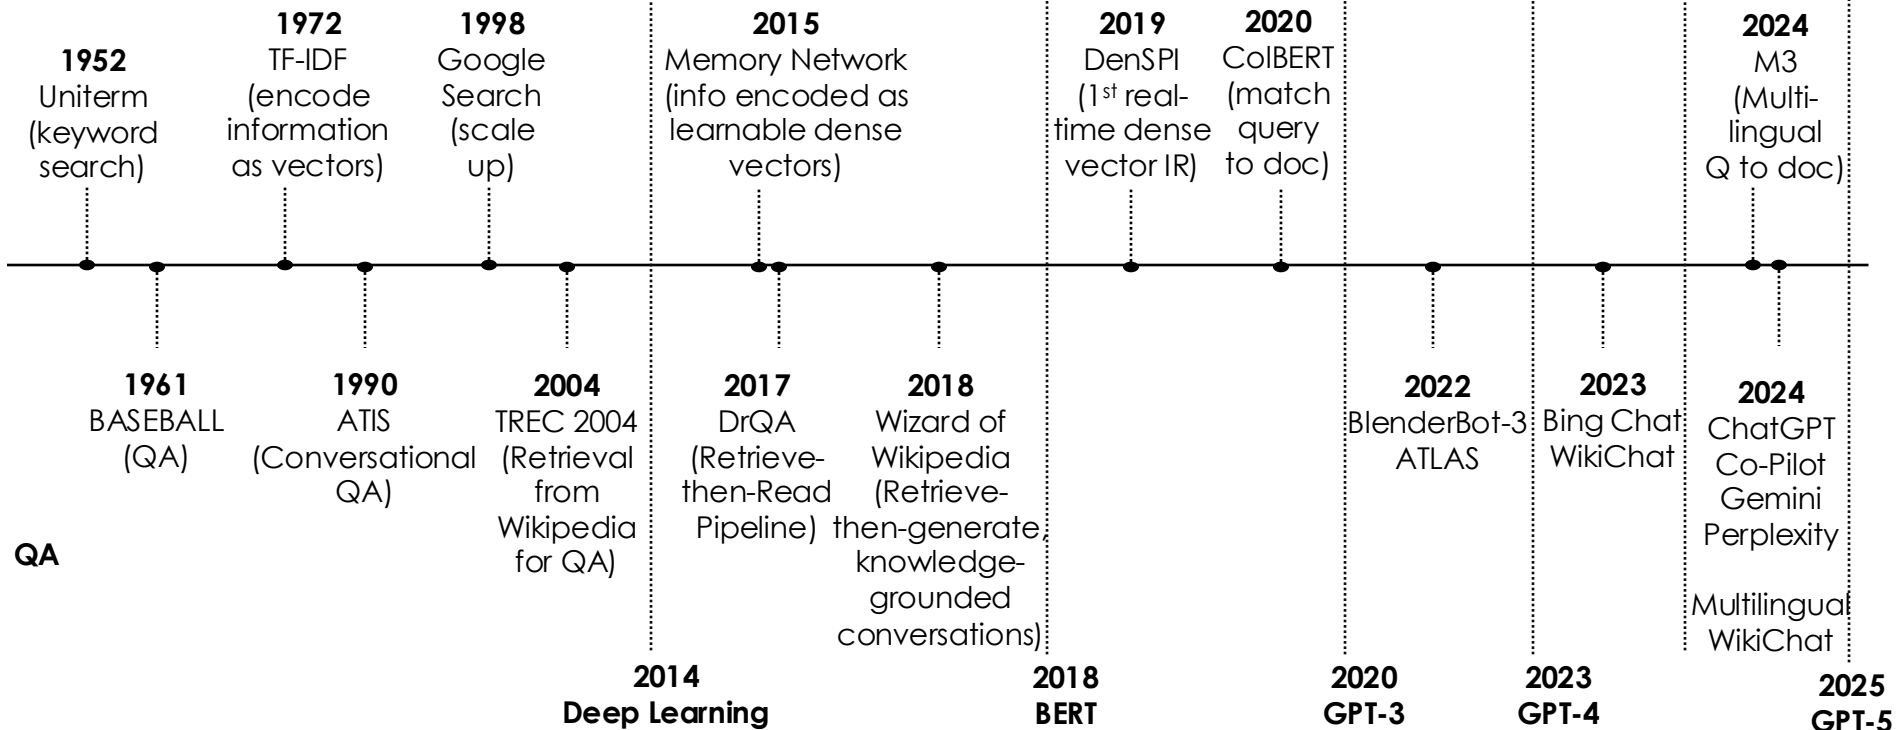 1952
Uniterm
(keyword
search)
1972
TF-IDF
(encode
information
as vectors)
1998
Google
Search
(scale
up)
2015
Memory Network
(info encoded as
learnable dense
vectors)
2019
DenSPI
(1st real-
time dense
vector IR)
2020
ColBERT
(match
query
to doc)
2024
M3
(Multi-
lingual
Q to doc)
1961
BASEBALL
(QA)
1990
ATIS
(Conversational
QA)
2004
TREC 2004
(Retrieval
from
Wikipedia
for QA)
2017
DrQA
(Retrieve-
then-Read
Pipeline)
2018
Wizard of
Wikipedia
(Retrieve-
then-generate,
knowledge-
grounded
conversations)
2022
BlenderBot-3
ATLAS
2023
Bing Chat
WikiChat
2024
ChatGPT
Co-Pilot
Gemini
Perplexity
Multilingual
WikiChat
QA
2014
Deep Learning
2018
BERT
2020
GPT-3
2023
GPT-4
2025
GPT-5